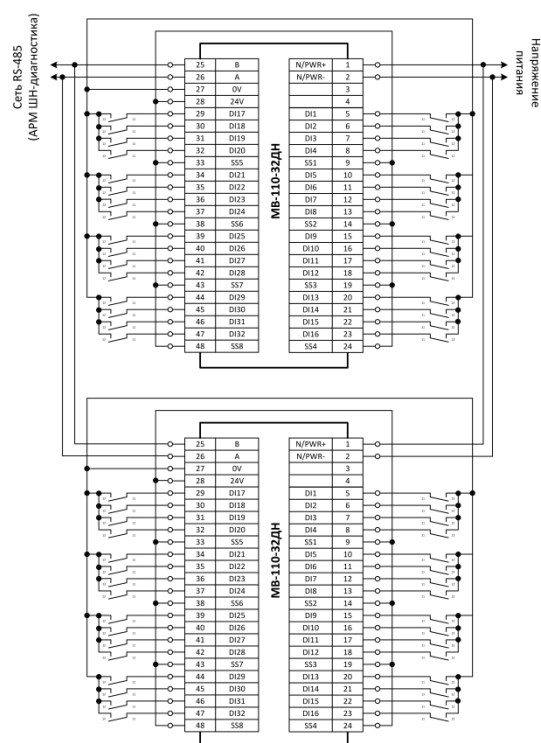 Сеть RS-485
(АРМ ШН-диагностика)
Напряжение
питания
МВ-110-32ДН
25 B N/PWR+ 1
26 A N/PWR- 2
27 0V 3
28 24V 4
29 DI17 DI1 5
30 DI18 DI2 6
31 DI19 DI3 7
32 DI20 DI4 8
33 SS5 SS1 9
34 DI21 DI5 10
35 DI22 DI6 11
36 DI23 DI7 12
37 DI24 DI8 13
38 SS6 SS2 14
39 DI25 DI9 15
40 DI26 DI10 16
41 DI27 DI11 17
42 DI28 DI12 18
43 SS7 SS3 19
44 DI29 DI13 20
45 DI30 DI14 21
46 DI31 DI15 22
47 DI32 DI16 23
48 SS8 SS4 24
МВ-110-32ДН
25 B N/PWR+ 1
26 A N/PWR- 2
27 0V 3
28 24V 4
29 DI17 DI1 5
30 DI18 DI2 6
31 DI19 DI3 7
32 DI20 DI4 8
33 SS5 SS1 9
34 DI21 DI5 10
35 DI22 DI6 11
36 DI23 DI7 12
37 DI24 DI8 13
38 SS6 SS2 14
39 DI25 DI9 15
40 DI26 DI10 16
41 DI27 DI11 17
42 DI28 DI12 18
43 SS7 SS3 19
44 DI29 DI13 20
45 DI30 DI14 21
46 DI31 DI15 22
47 DI32 DI16 23
48 SS8 SS4 24